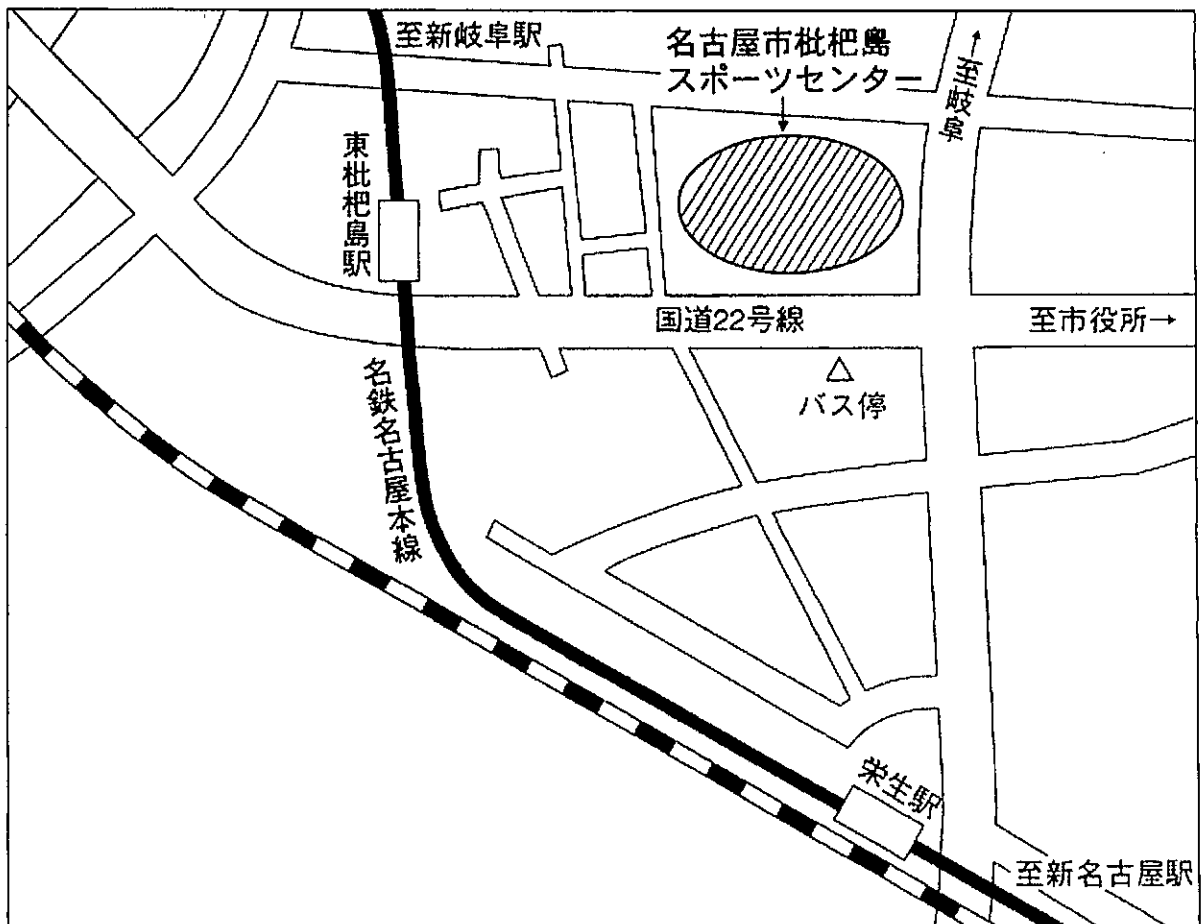 至新岐阜駅
名古屋市枇杷島
スポーツセンター
→至岐阜
東枇杷島駅
国道22号線
至市役所→
バス停
名鉄名古屋本線
栄生駅
至新名古屋駅